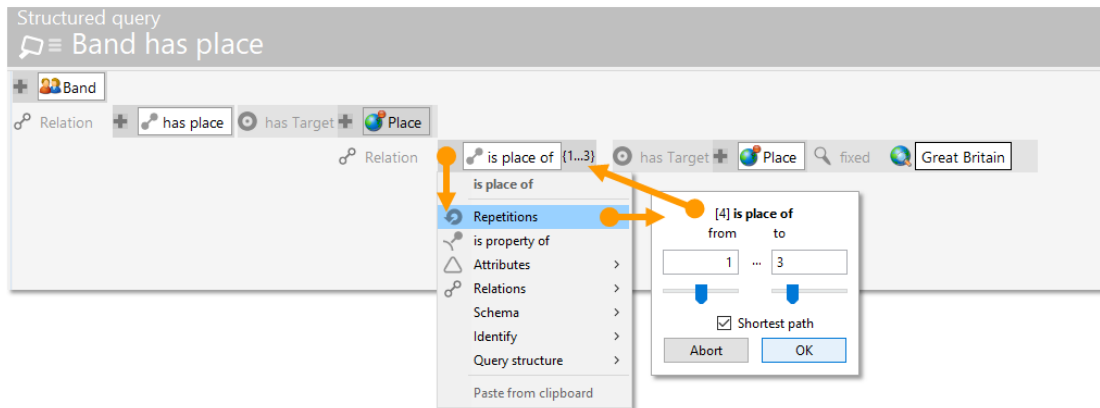 Structured query
Band has place
Band
Relation has place has Target Place
Relation is place of {1...3} has Target Place fixed Great Britain
is place of
Repetitions
is property of
Attributes
Relations
Schema
Identify
Query structure
Paste from clipboard
[4] is place of
from to
1 ... 3
Shortest path
Abort OK